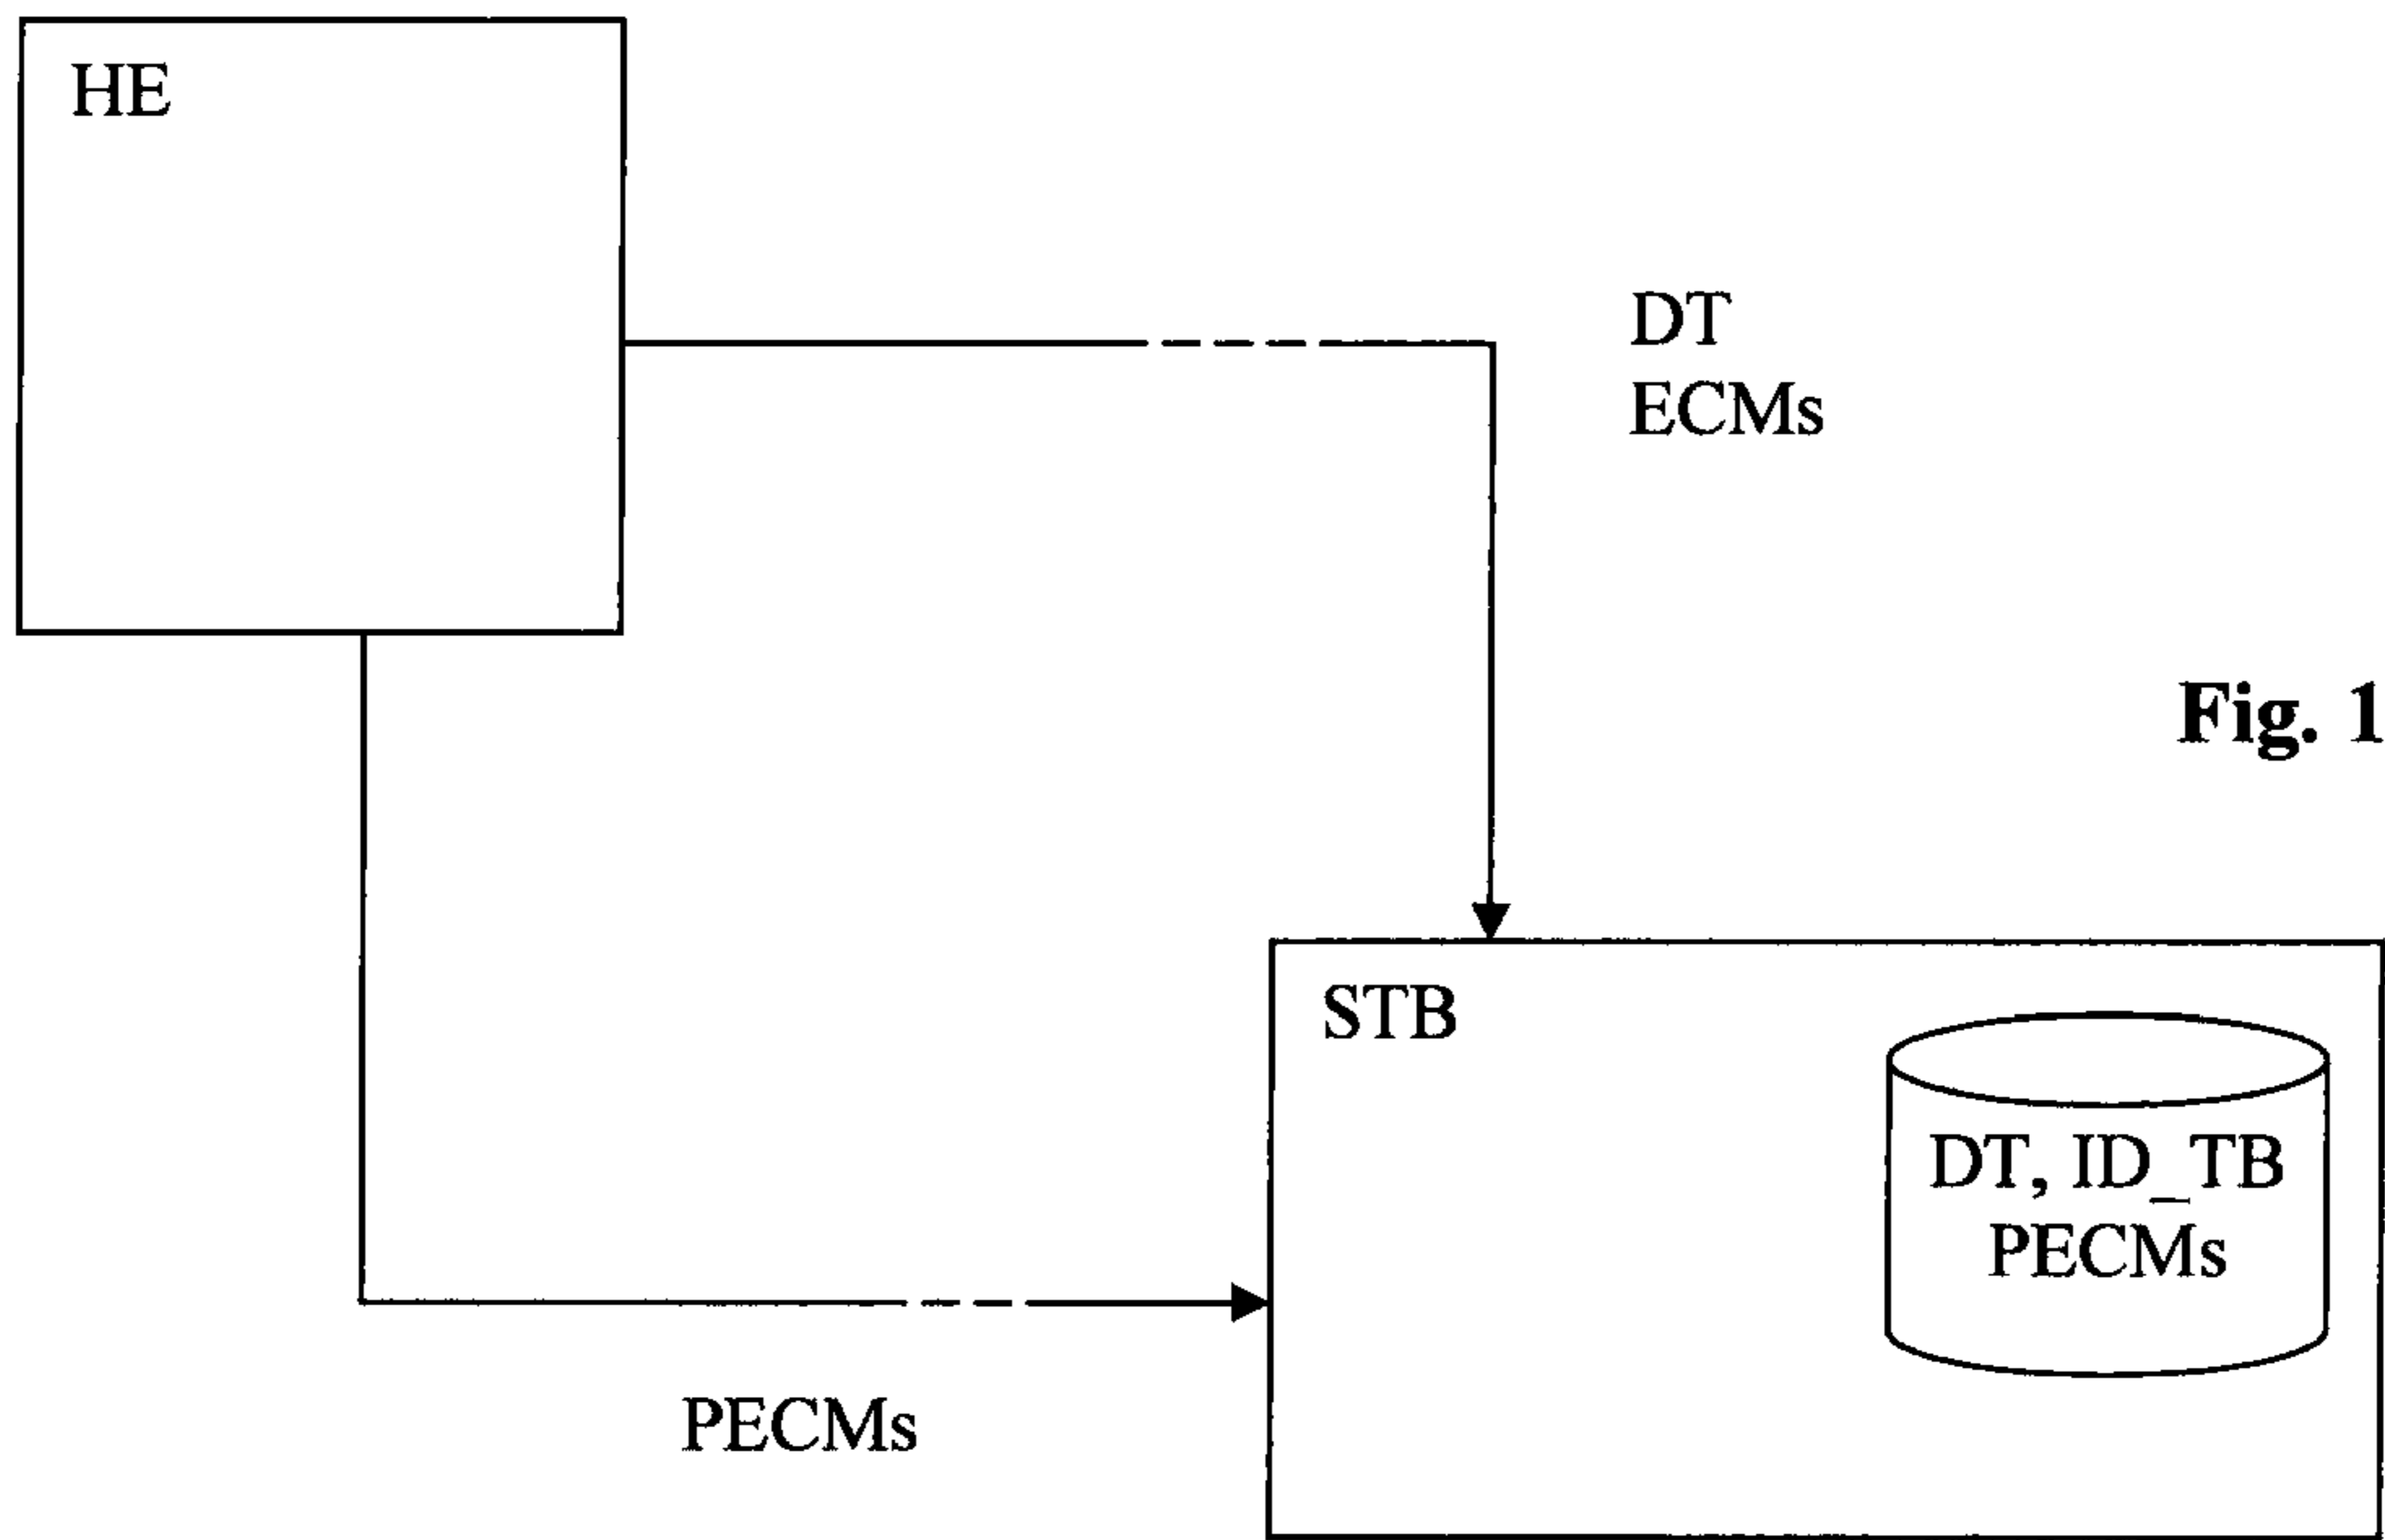 HE
DT
ECMs
Fig. 1
STB
DT, ID_TB
PECMs
PECMs